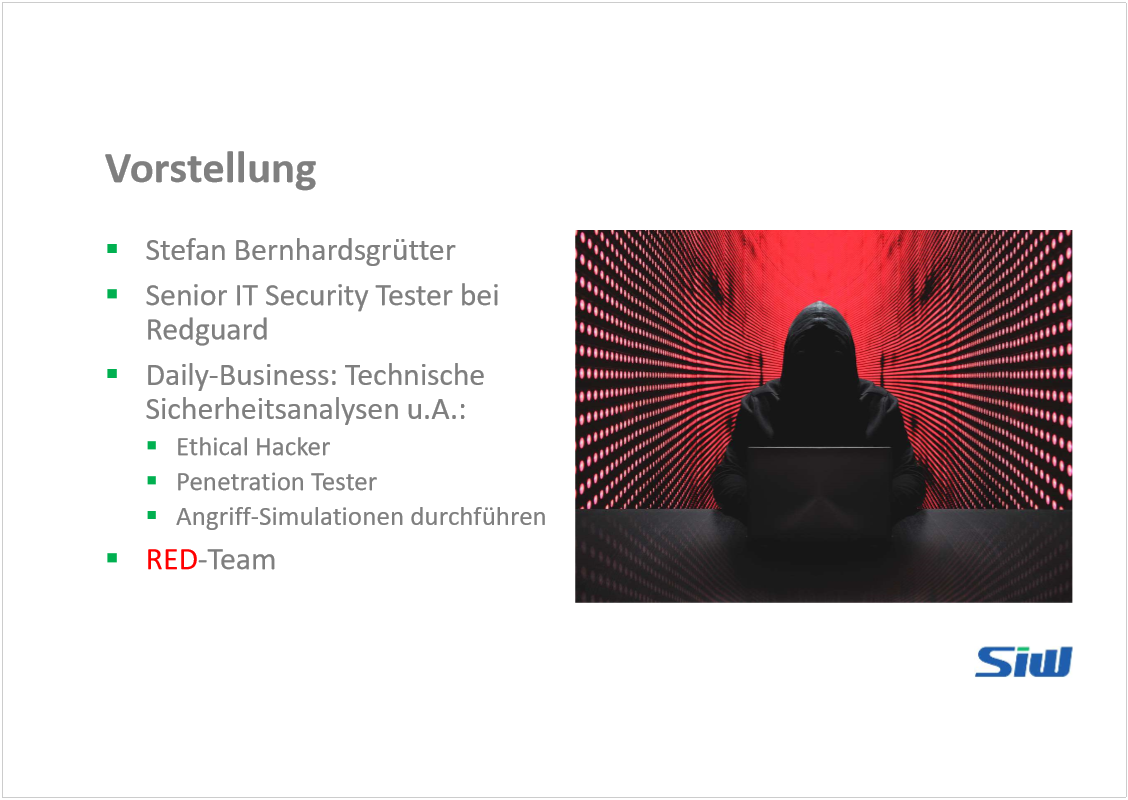 Vorstellung
Stefan Bernhardsgrütter
Senior IT Security Tester bei
Redguard
Daily-Business: Technische
Sicherheitsanalysen u.A.:
Ethical Hacker
Penetration Tester
Angriff-Simulationen durchführen
RED-Team
Siw